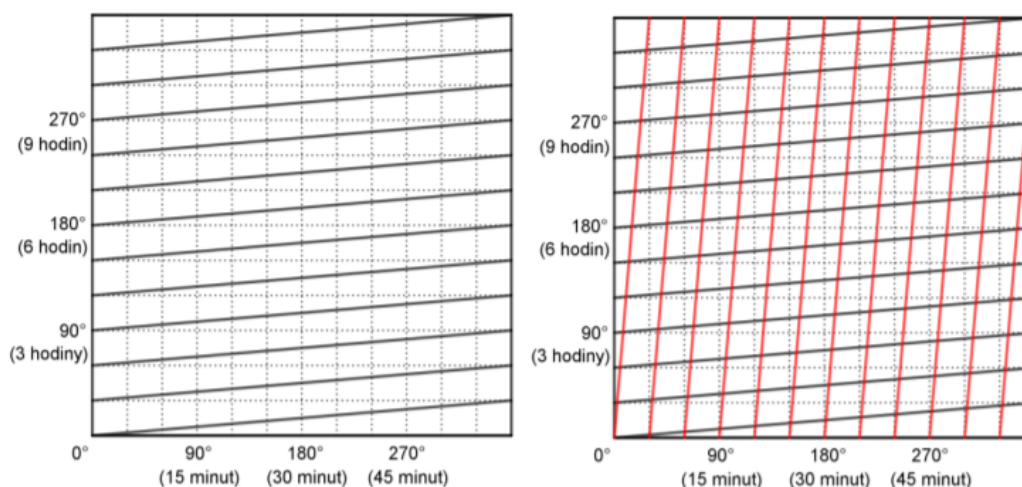 270°
(9 hodin)
180°
(6 hodin)
90°
(3 hodiny)
0°
90°
180°
270°
(15 minut)
(30 minut)
(45 minut)
270°
(9 hodin)
180°
(6 hodin)
90°
(3 hodiny)
0°
90°
180°
270°
(15 minut)
(30 minut)
(45 minut)